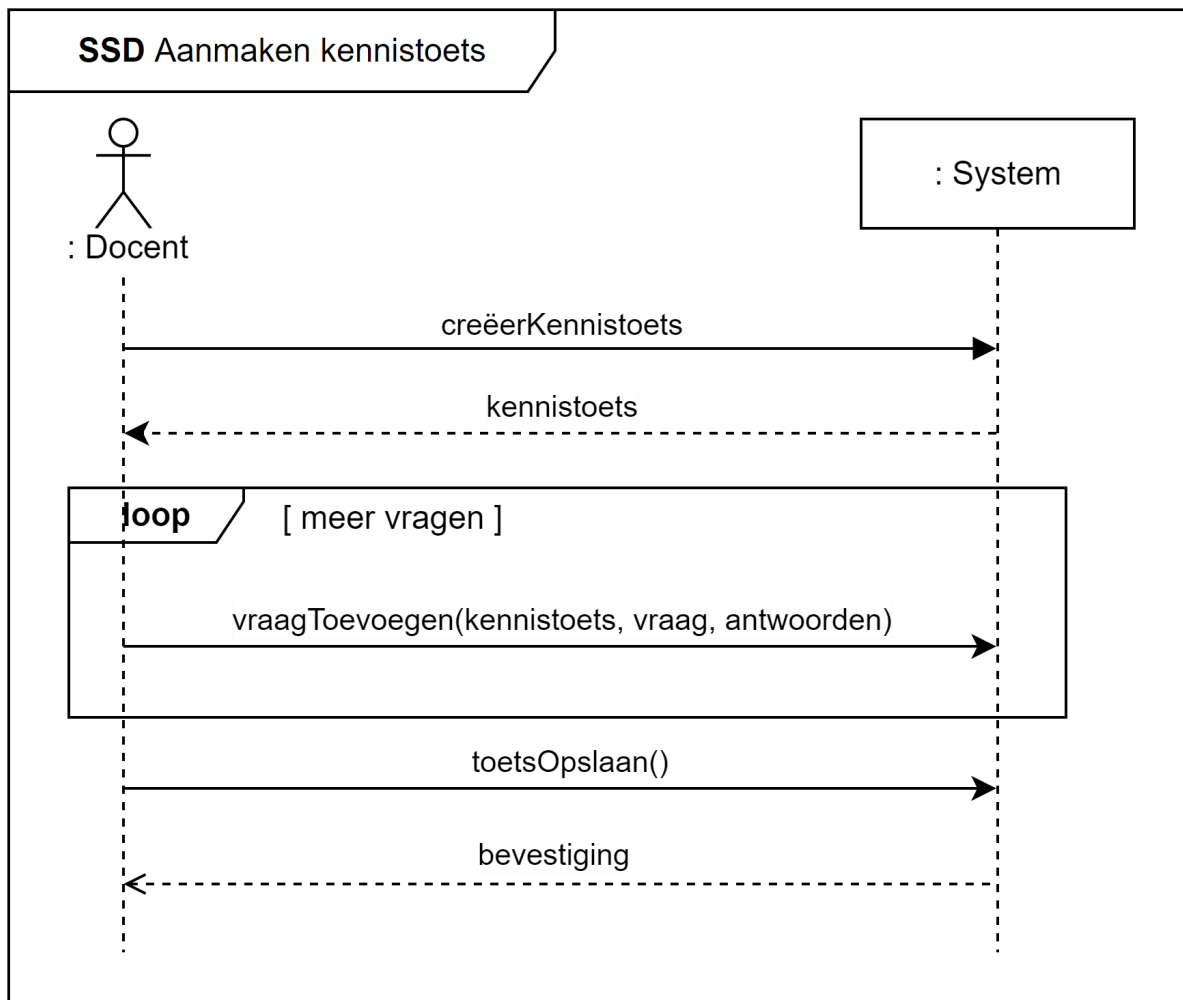 SSD Aanmaken kennistoets
: Docent
: System
creëerKennistoets
kennistoets
loop [ meer vragen ]
vraagToevoegen(kennistoets, vraag, antwoorden)
toetsOpslaan()
bevestiging